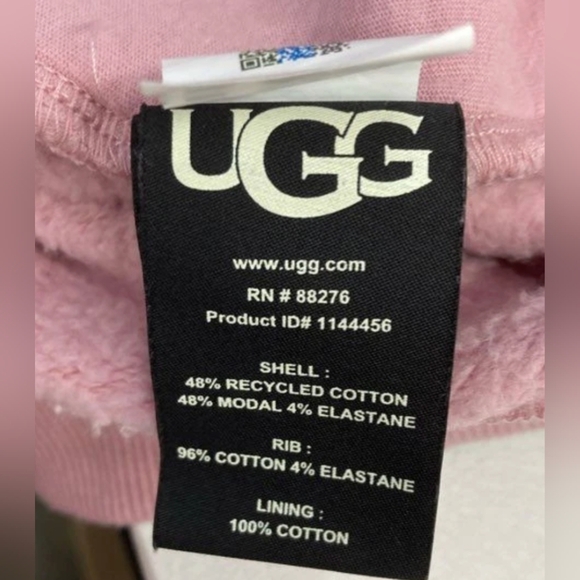 UGG
www.ugg.com
RN # 88276
Product ID# 1144456
SHELL :
48% RECYCLED COTTON
48% MODAL 4% ELASTANE
RIB :
96% COTTON 4% ELASTANE
LINING :
100% COTTON